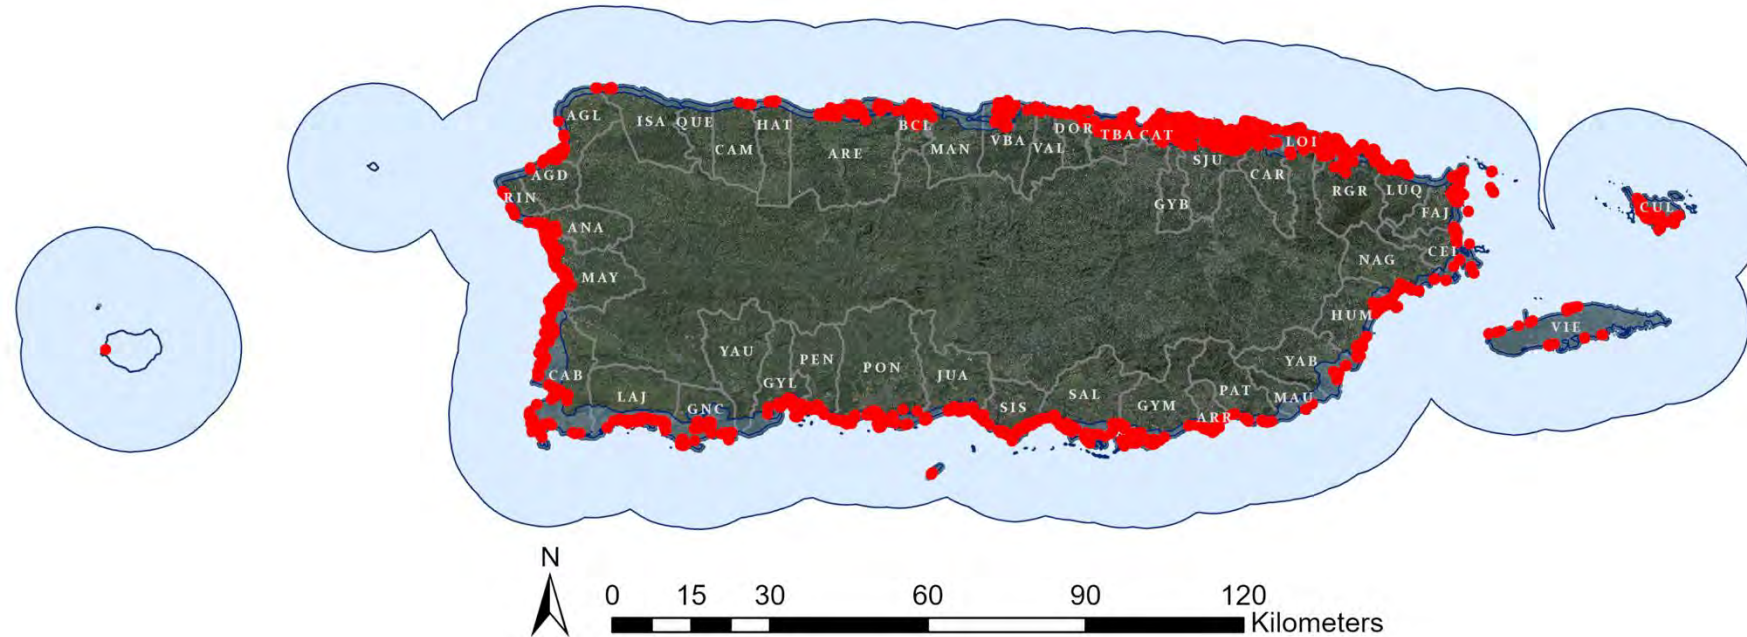 AGL
ISA
QUE
CAM
HAT
ARE
BCL
MAN
VBA
VAL
DOR
TBA
CAT
SJU
GYB
CAR
LOI
RGR
LUQ
FAJ
CEI
NAG
HUM
YAB
MAU
PAT
ARR
GYM
SAL
SIS
JUA
PON
PEN
GYL
YAU
GNC
LAJ
CAB
MAY
ANA
RIN
AGD
CUL
VIE
N
0 15 30 60 90 120
Kilometers